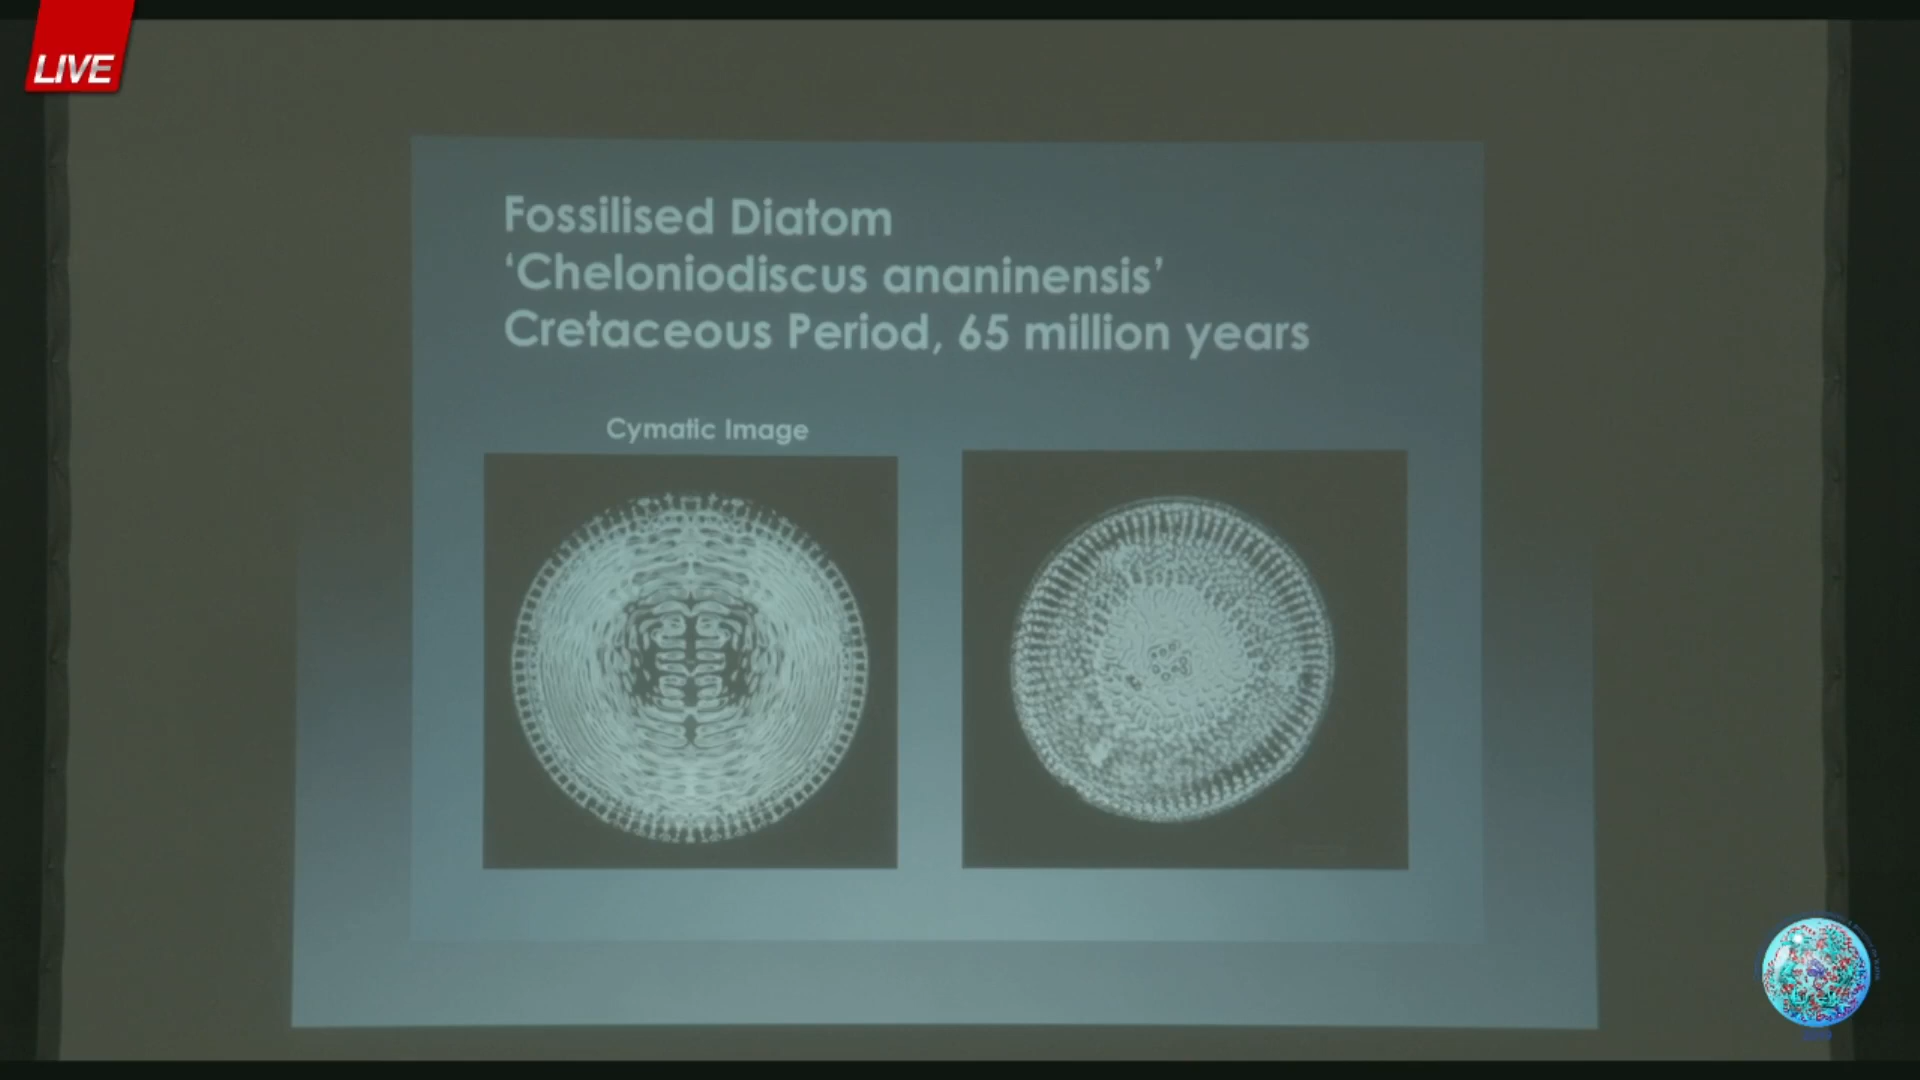 LIVE
Fossilised Diatom
‘Cheloniodiscus ananinensis’
Cretaceous Period, 65 million years
Cymatic Image